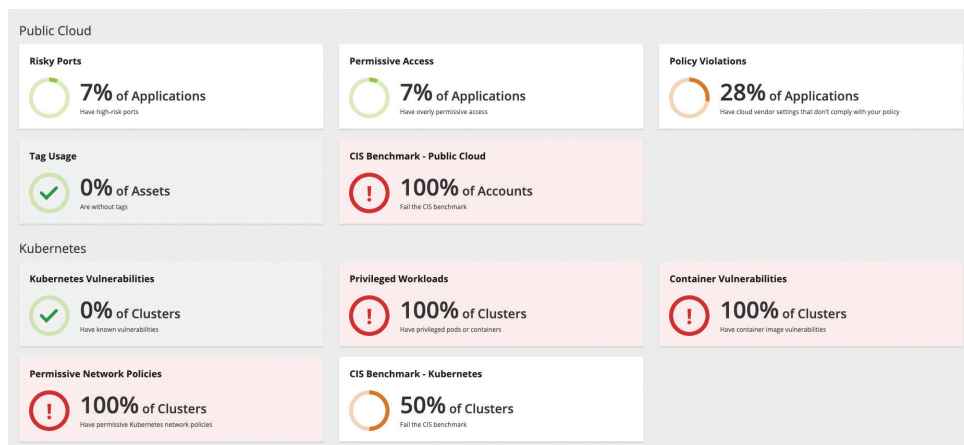 Public Cloud
Risky Ports
7% of Applications
Have high-risk ports
Permissive Access
7% of Applications
Have overly permissive access
Policy Violations
28% of Applications
Have cloud vendor settings that don't comply with your policy
Tag Usage
0% of Assets
Are without tags
CIS Benchmark - Public Cloud
100% of Accounts
Fail the CIS benchmark
Kubernetes
Kubernetes Vulnerabilities
0% of Clusters
Have known vulnerabilities
Privileged Workloads
100% of Clusters
Have privileged pods or containers
Container Vulnerabilities
100% of Clusters
Have container image vulnerabilities
Permissive Network Policies
100% of Clusters
Have permissive Kubernetes network policies
CIS Benchmark - Kubernetes
50% of Clusters
Fail the CIS benchmark